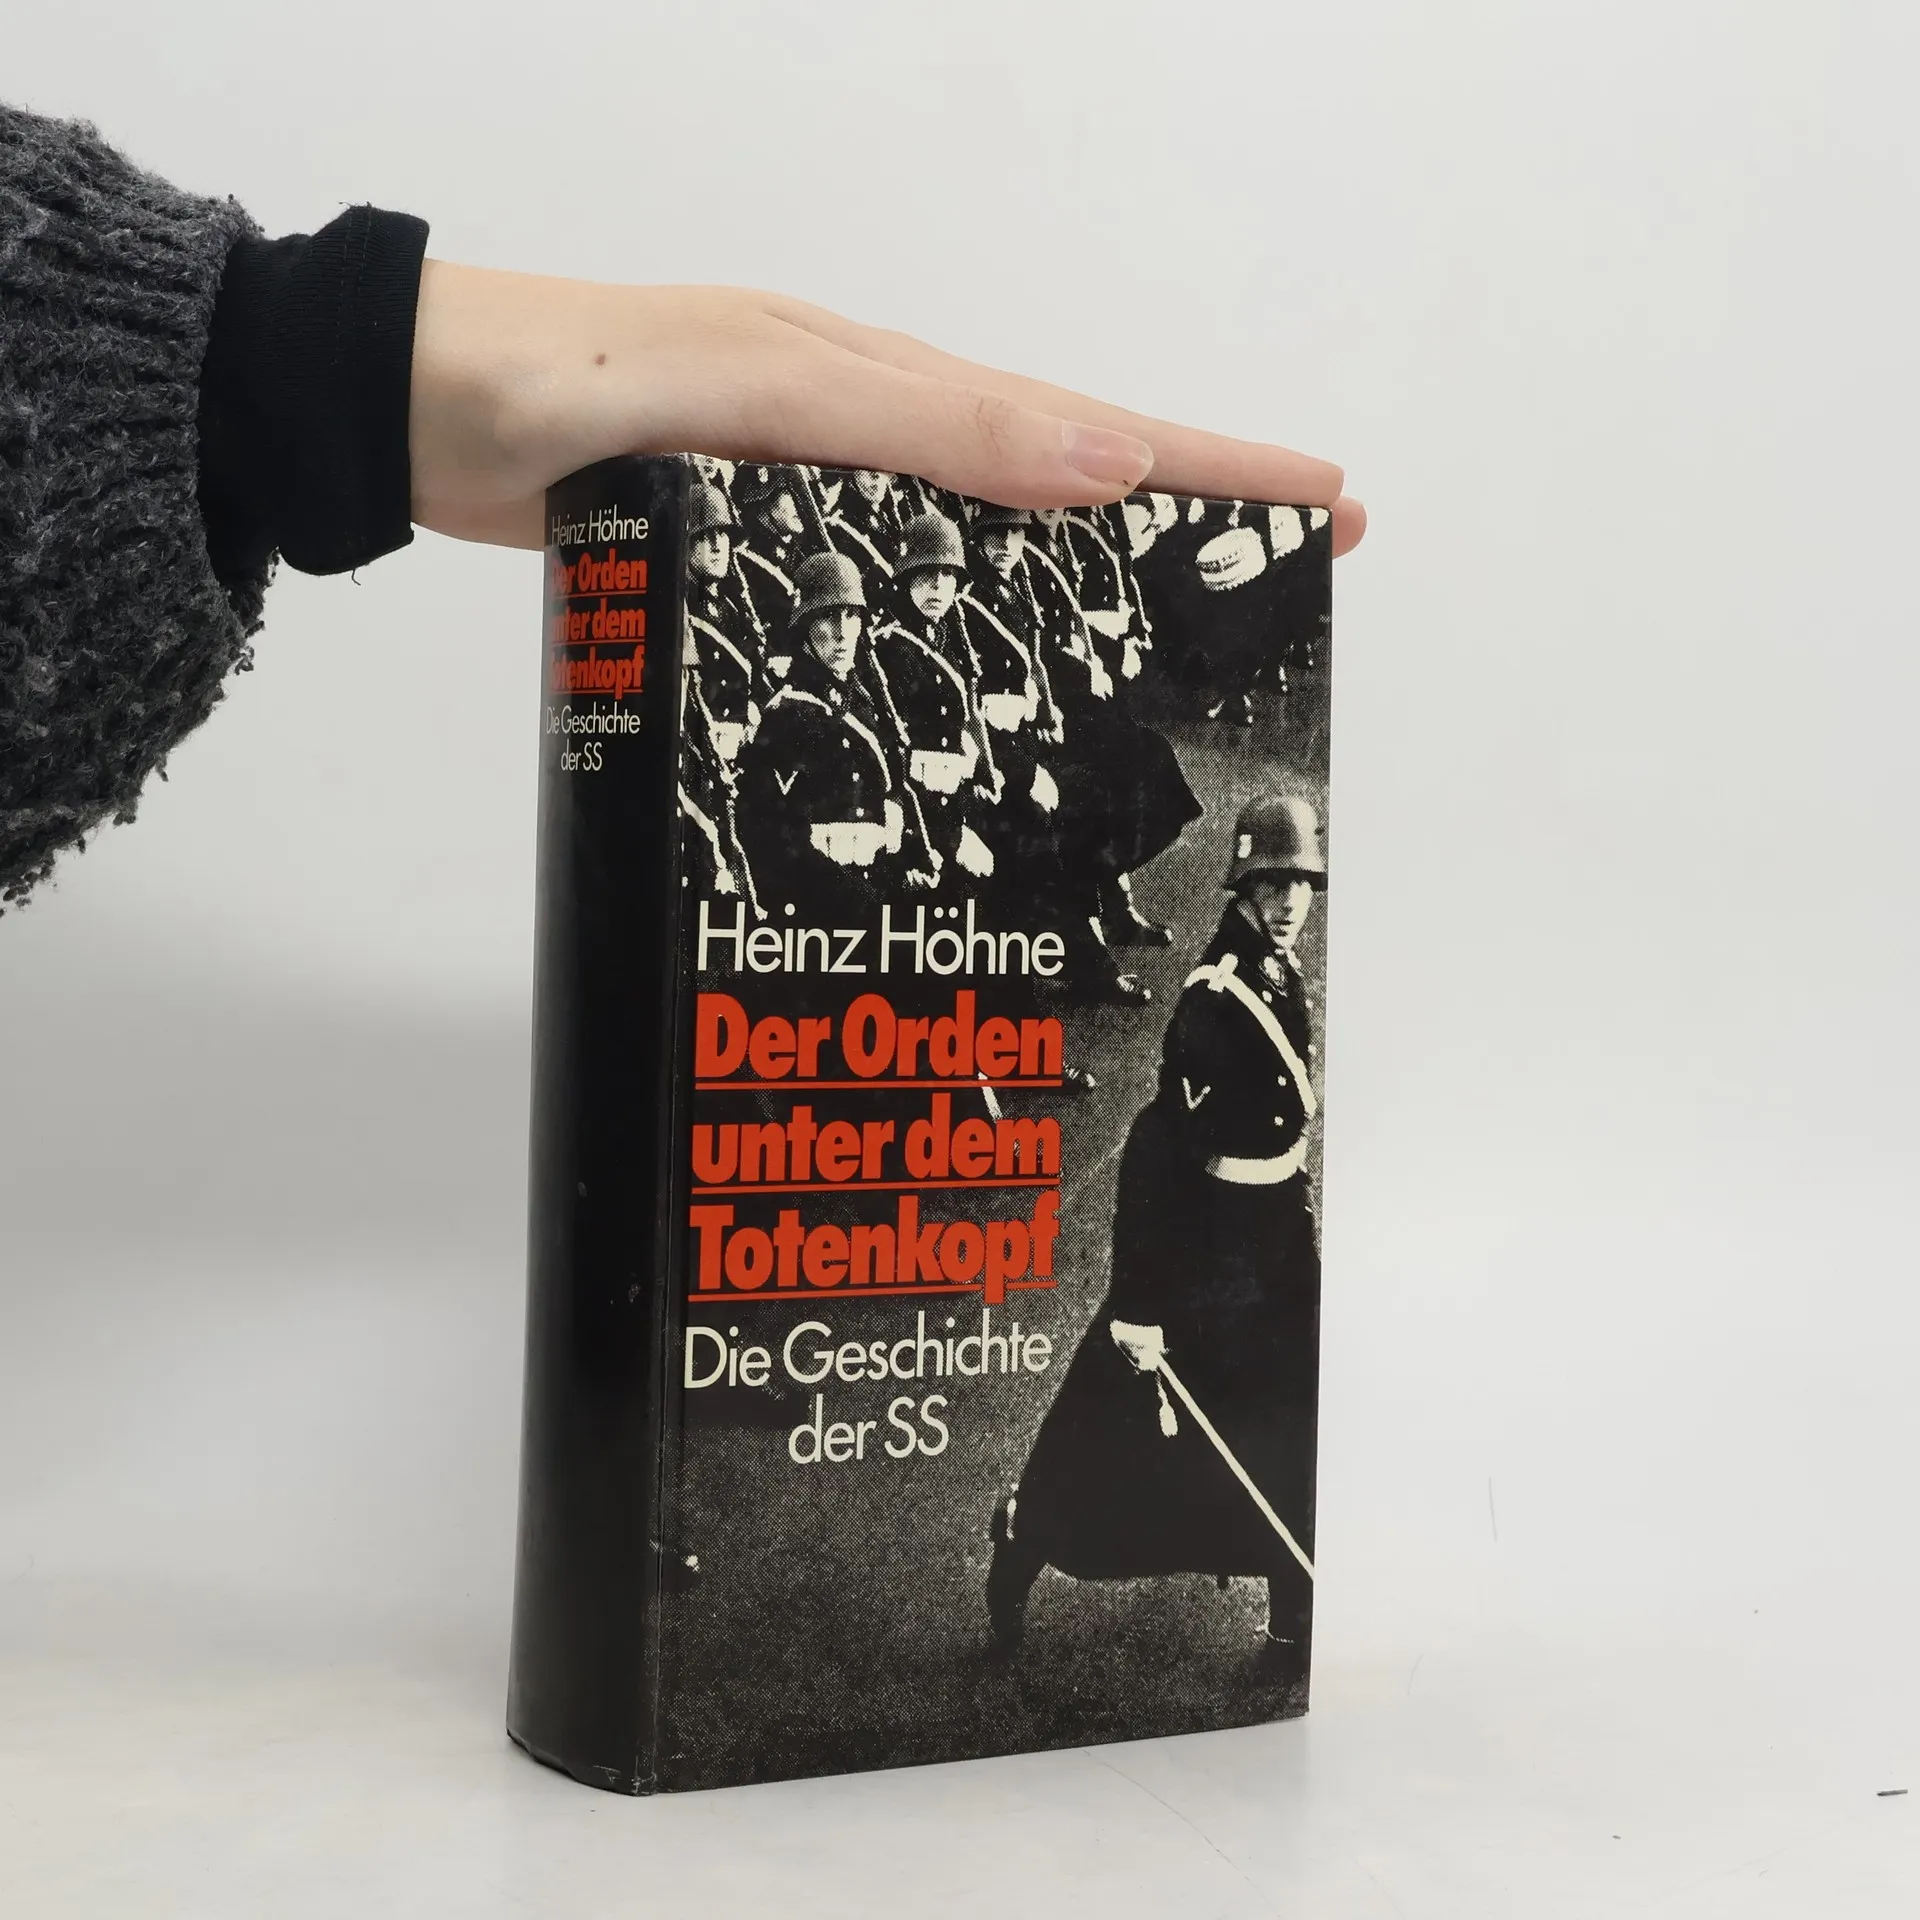 Heinz Höhne
Der Orden
unter dem
Totenkopf
Die Geschichte
der SS
Heinz Höhne
Der Orden
unter dem
Totenkopf
Die Geschichte
der SS